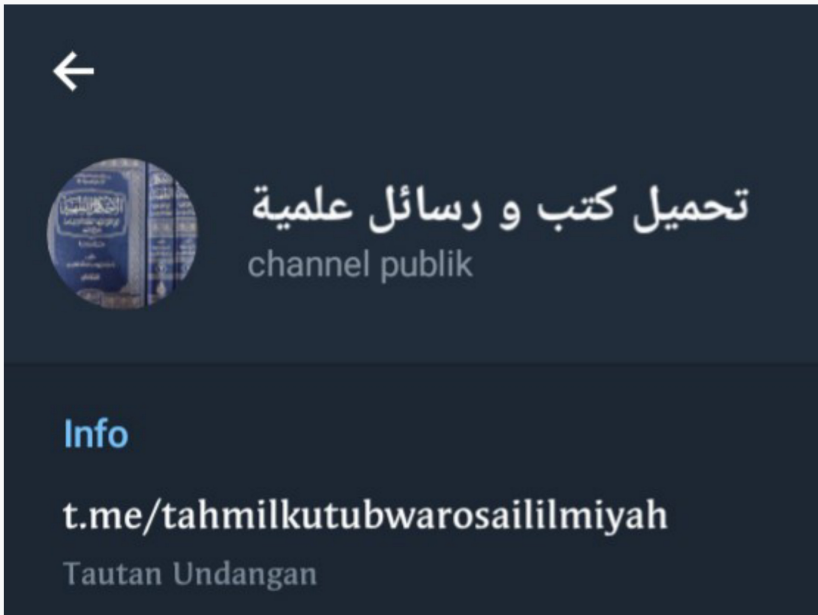 تحميل كتب و رسائل علمية
channel publik
Info
t.me/tahmilkutubwarosaililmiyah
Tautan Undangan